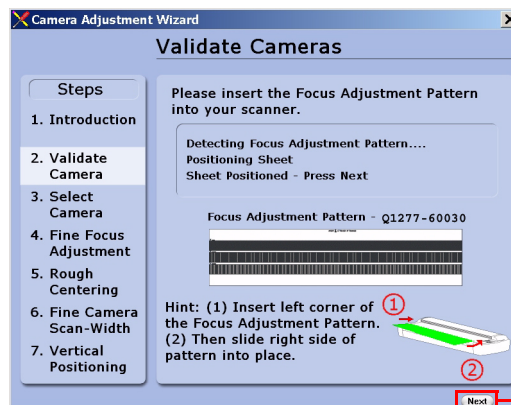 Camera Adjustment Wizard
Validate Cameras
Steps
1. Introduction
2. Validate
Camera
3. Select
Camera
4. Fine Focus
Adjustment
5. Rough
Centering
6. Fine Camera
Scan-Width
7. Vertical
Positioning
Please insert the Focus Adjustment Pattern
into your scanner.
Detecting Focus Adjustment Pattern....
Positioning Sheet
Sheet Positioned - Press Next
Focus Adjustment Pattern - Q1277-60030
Hint: (1) Insert left corner of
the Focus Adjustment Pattern.
(2) Then slide right side of
pattern into place.
1
2
Next